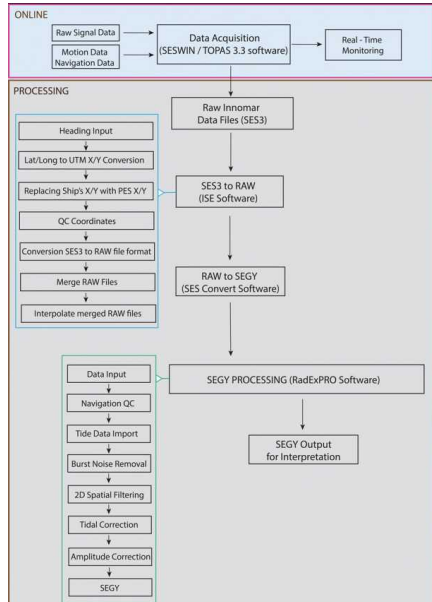 ONLINE
Raw Signal Data
Motion Data
Navigation Data
Data Acquisition
(SESWIN / TOPAS 3.3 software)
Real - Time
Monitoring
PROCESSING
Raw Innomar
Data Files (SES3)
Heading Input
Lat/Long to UTM X/Y Conversion
Replacing Ship's X/Y with PES X/Y
QC Coordinates
Conversion SES3 to RAW file format
Merge RAW Files
Interpolate merged RAW files
SES3 to RAW
(ISE Software)
RAW to SEGY
(SES Convert Software)
SEGY PROCESSING (RadExPRO Software)
Data Input
Navigation QC
Tide Data Import
Burst Noise Removal
2D Spatial Filtering
Tidal Correction
Amplitude Correction
SEGY
SEGY Output
for Interpretation